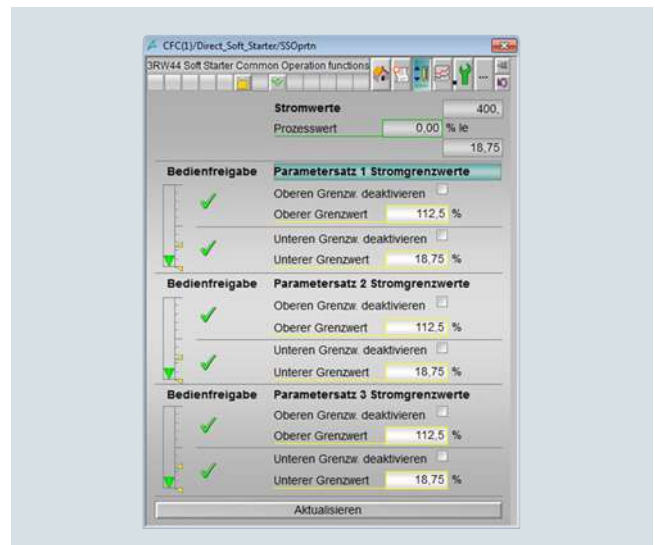 CFC(1)/Direct_Soft_Starter/SSOprtn
3RW44 Soft Starter Common Operation functions
...
Stromwerte 400,
Prozesswert 0,00 % Ie
18,75
Bedienfreigabe Parametersatz 1 Stromgrenzwerte
Oberen Grenzw. deaktivieren
Oberer Grenzwert 112,5 %
Unteren Grenzw. deaktivieren
Unterer Grenzwert 18,75 %
Bedienfreigabe Parametersatz 2 Stromgrenzwerte
Oberen Grenzw. deaktivieren
Oberer Grenzwert 112,5 %
Unteren Grenzw. deaktivieren
Unterer Grenzwert 18,75 %
Bedienfreigabe Parametersatz 3 Stromgrenzwerte
Oberen Grenzw. deaktivieren
Oberer Grenzwert 112,5 %
Unteren Grenzw. deaktivieren
Unterer Grenzwert 18,75 %
Aktualisieren